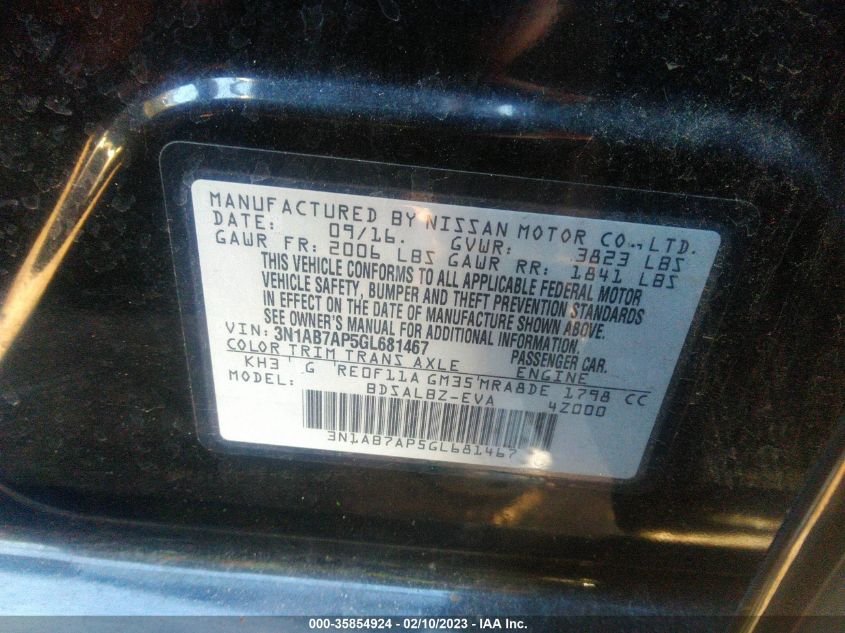 MANUFACTURED BY NISSAN MOTOR CO., LTD.
DATE: 09/16. GVWR: 3823 LBS
GAWR FR: 2006 LBS GAWR RR: 1841 LBS
THIS VEHICLE CONFORMS TO ALL APPLICABLE FEDERAL MOTOR
VEHICLE SAFETY, BUMPER AND THEFT PREVENTION STANDARDS
IN EFFECT ON THE DATE OF MANUFACTURE SHOWN ABOVE.
SEE OWNER'S MANUAL FOR ADDITIONAL INFORMATION.
VIN: 3N1AB7AP5GL681467 PASSENGER CAR.
COLOR TRIM TRANS AXLE ENGINE
KH3 G RE0F11A GM35 MRA8DE 1798 CC
MODEL: BDSALBZ-EVA 4Z000
3N1AB7AP5GL681467
000-35854924 - 02/10/2023 - IAA Inc.